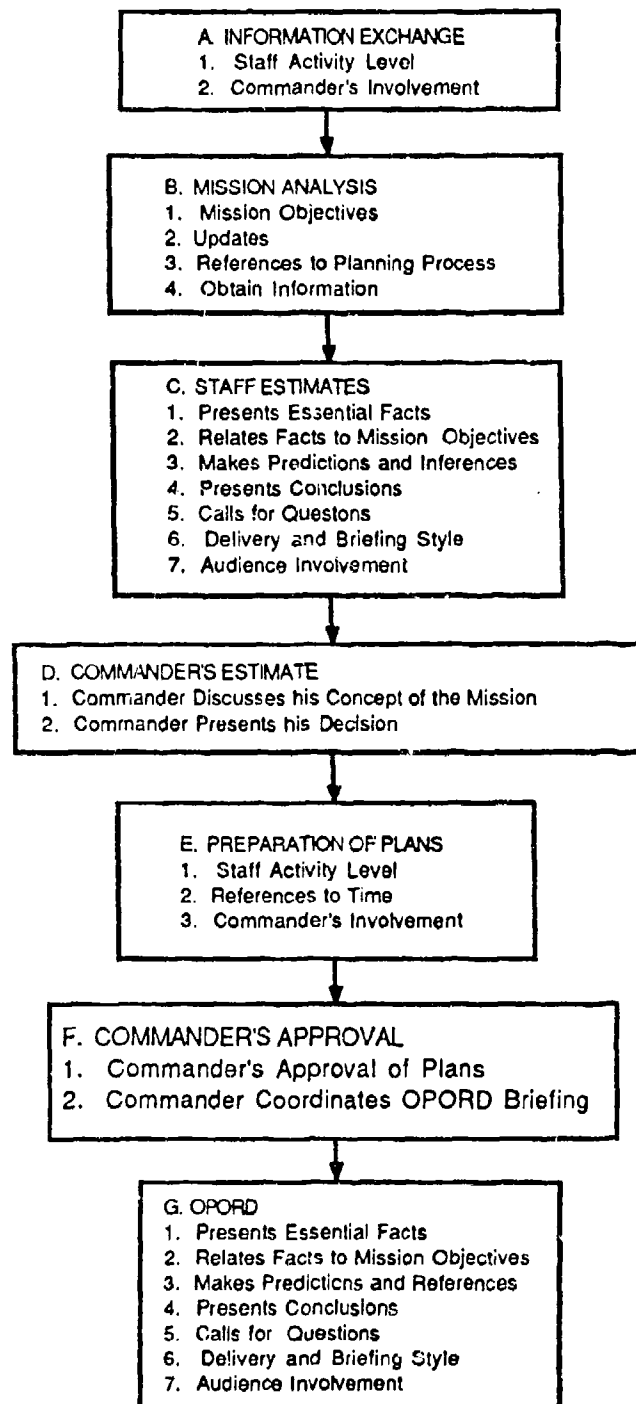 A. INFORMATION EXCHANGE
1. Staff Activity Level
2. Commander's Involvement
B. MISSION ANALYSIS
1. Mission Objectives
2. Updates
3. References to Planning Process
4. Obtain Information
C. STAFF ESTIMATES
1. Presents Essential Facts
2. Relates Facts to Mission Objectives
3. Makes Predictions and Inferences
4. Presents Conclusions
5. Calls for Questons
6. Delivery and Briefing Style
7. Audience Involvement
D. COMMANDER'S ESTIMATE
1. Commander Discusses his Concept of the Mission
2. Commander Presents his Decision
E. PREPARATION OF PLANS
1. Staff Activity Level
2. References to Time
3. Commander's Involvement
F. COMMANDER'S APPROVAL
1. Commander's Approval of Plans
2. Commander Coordinates OPORD Briefing
G. OPORD
1. Presents Essential Facts
2. Relates Facts to Mission Objectives
3. Makes Predictions and References
4. Presents Conclusions
5. Calls for Questions
6. Delivery and Briefing Style
7. Audience Involvement